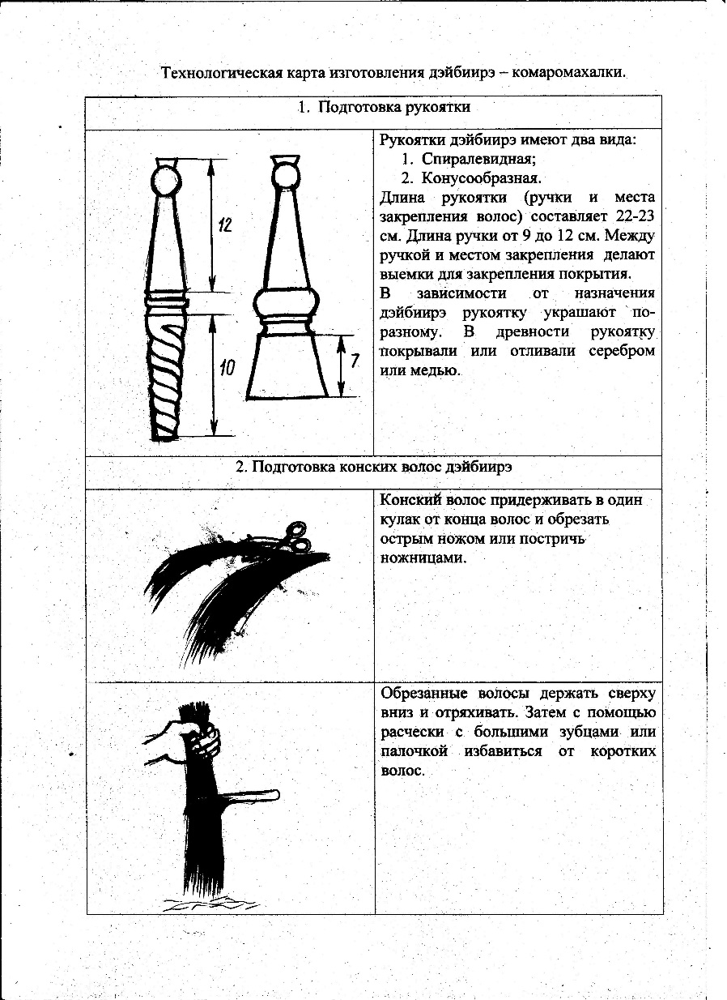 Технологическая карта изготовления дэйбиирэ – комаромахалки.
1. Подготовка рукоятки
12
10
7
Рукоятки дэйбиирэ имеют два вида:
1. Спиралевидная;
2. Конусообразная.
Длина рукоятки (ручки и места
закрепления волос) составляет 22-23
см. Длина ручки от 9 до 12 см. Между
ручкой и местом закрепления делают
выемки для закрепления покрытия.
В зависимости от назначения
дэйбиирэ рукоятку украшают по-
разному. В древности рукоятку
покрывали или отливали серебром
или медью.
2. Подготовка конских волос дэйбиирэ
Конский волос придерживать в один
кулак от конца волос и обрезать
острым ножом или постричь
ножницами.
Обрезанные волосы держать сверху
вниз и отряхивать. Затем с помощью
расчески с большими зубцами или
палочкой избавиться от коротких
волос.